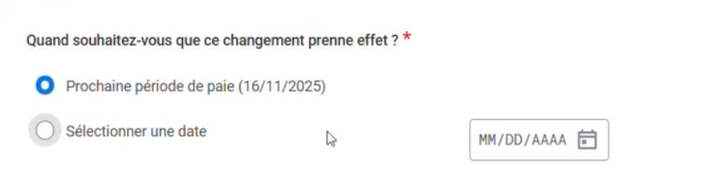 Quand souhaitez-vous que ce changement prenne effet ? *
Prochaine période de paie (16/11/2025)
Sélectionner une date
MM/DD/AAAA